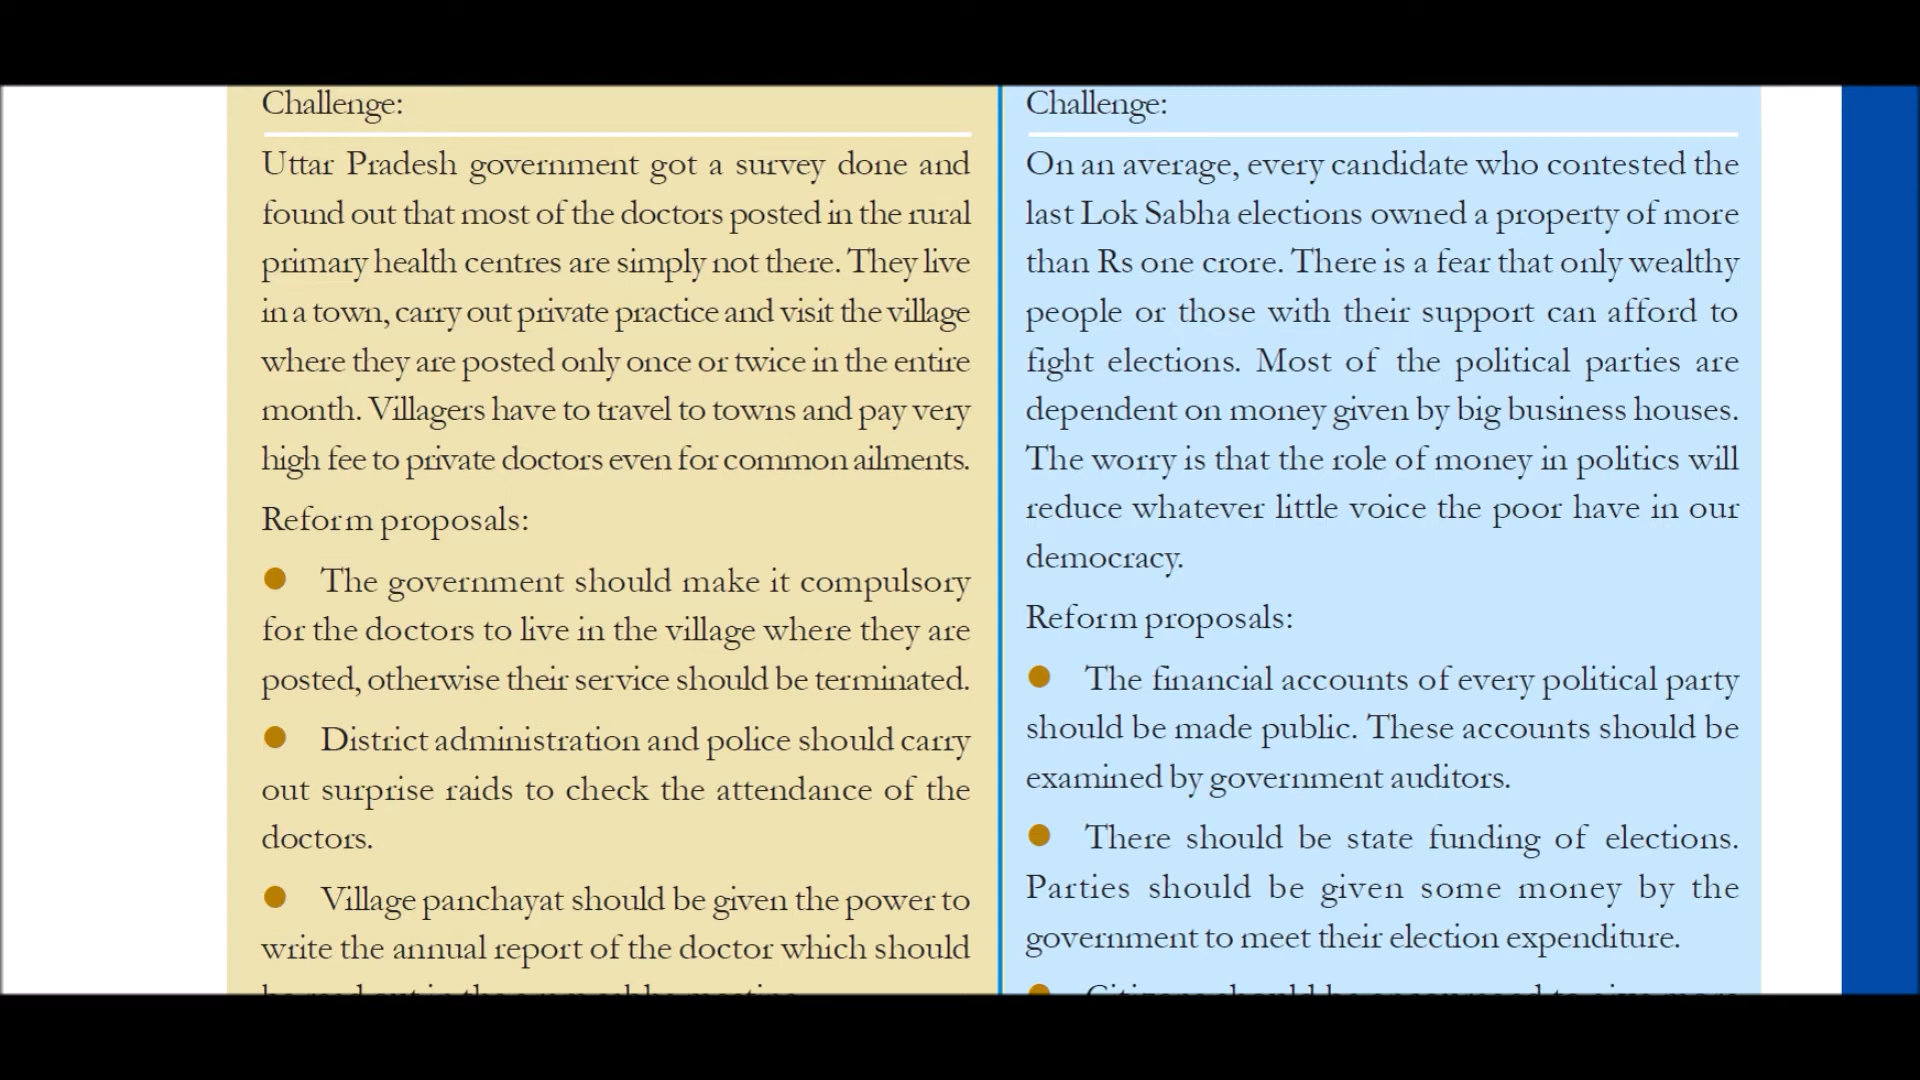 Challenge:
Uttar Pradesh government got a survey done and
found out that most of the doctors posted in the rural
primary health centres are simply not there. They live
in a town, carry out private practice and visit the village
where they are posted only once or twice in the entire
month. Villagers have to travel to towns and pay very
high fee to private doctors even for common ailments.
Reform proposals:
● The government should make it compulsory
for the doctors to live in the village where they are
posted, otherwise their service should be terminated.
● District administration and police should carry
out surprise raids to check the attendance of the
doctors.
● Village panchayat should be given the power to
write the annual report of the doctor which should
Challenge:
On an average, every candidate who contested the
last Lok Sabha elections owned a property of more
than Rs one crore. There is a fear that only wealthy
people or those with their support can afford to
fight elections. Most of the political parties are
dependent on money given by big business houses.
The worry is that the role of money in politics will
reduce whatever little voice the poor have in our
democracy.
Reform proposals:
● The financial accounts of every political party
should be made public. These accounts should be
examined by government auditors.
● There should be state funding of elections.
Parties should be given some money by the
government to meet their election expenditure.
● Citizens should be encouraged to give more